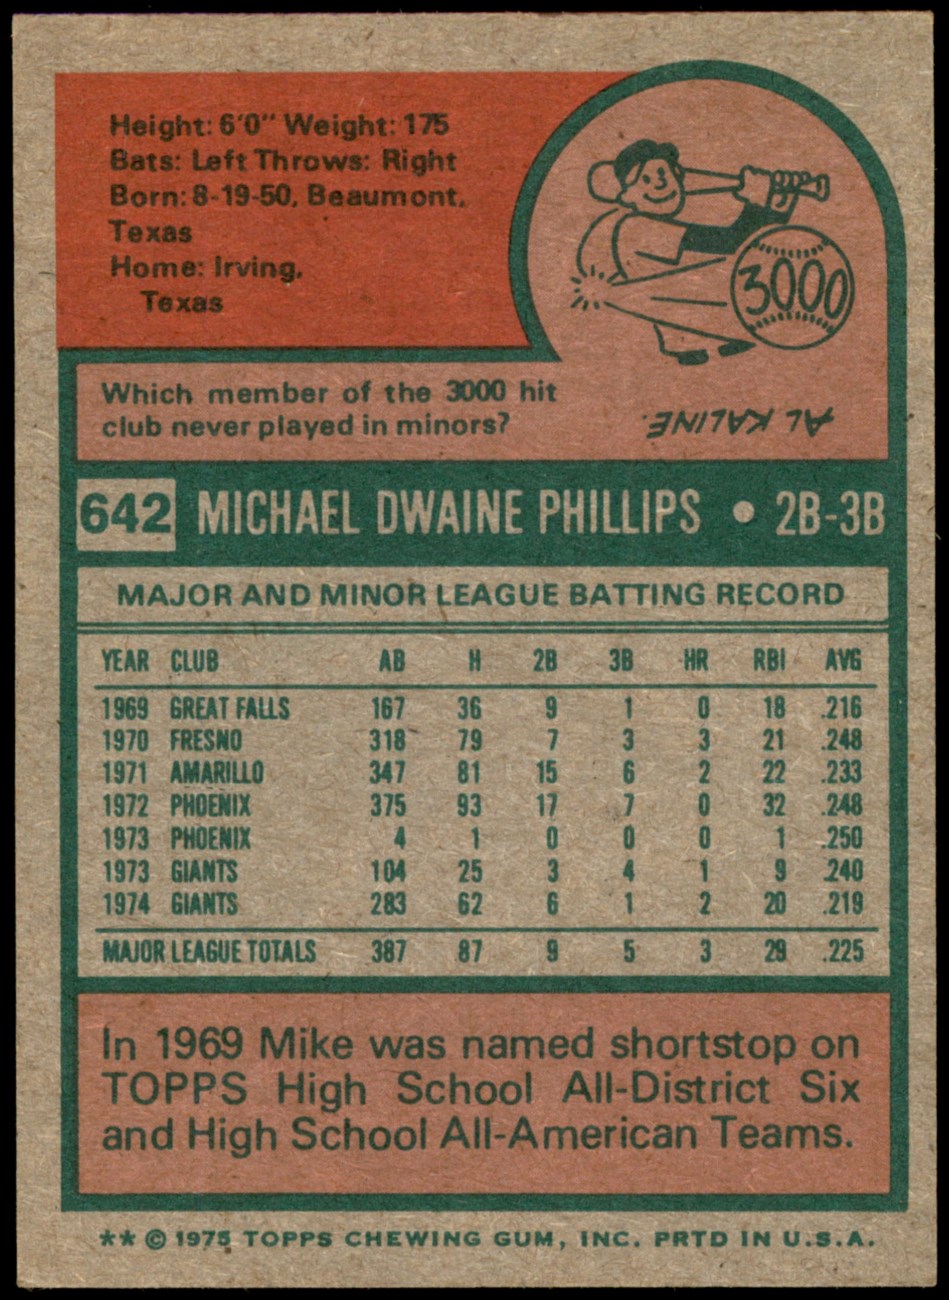 Height: 6'0" Weight: 175
Bats: Left Throws: Right
Born: 8-19-50, Beaumont,
Texas
Home: Irving,
Texas
3000
Which member of the 3000 hit
club never played in minors?
AL KALINE.
642 MICHAEL DWAINE PHILLIPS • 2B-3B
MAJOR AND MINOR LEAGUE BATTING RECORD
YEAR CLUB AB H 2B 3B HR RBI AVG
1969 GREAT FALLS 167 36 9 1 0 18 .216
1970 FRESNO 318 79 7 3 3 21 .248
1971 AMARILLO 347 81 15 6 2 22 .233
1972 PHOENIX 375 93 17 7 0 32 .248
1973 PHOENIX 4 1 0 0 0 1 .250
1973 GIANTS 104 25 3 4 1 9 .240
1974 GIANTS 283 62 6 1 2 20 .219
MAJOR LEAGUE TOTALS 387 87 9 5 3 29 .225
In 1969 Mike was named shortstop on
TOPPS High School All-District Six
and High School All-American Teams.
** © 1975 TOPPS CHEWING GUM, INC. PRTD IN U.S.A.